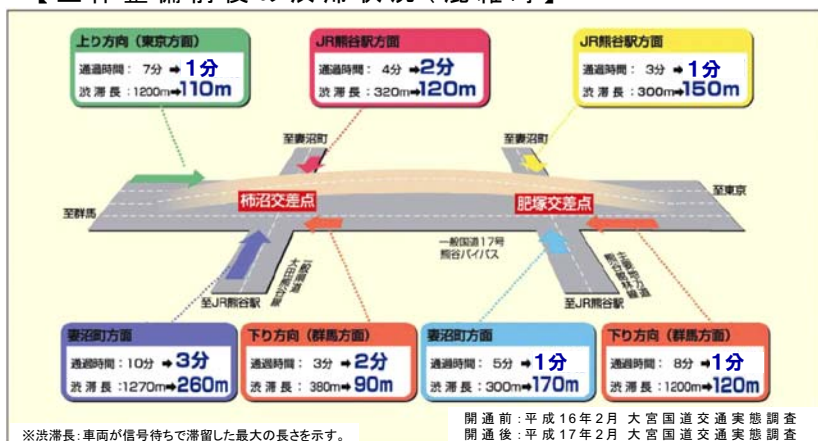 上り方向（東京方面）
通過時間： 7分 ➡1分
渋滞長：1200m➡110m
JR熊谷駅方面
通過時間： 4分 ➡2分
渋滞長：320m➡120m
JR熊谷駅方面
通過時間： 3分 ➡1分
渋滞長：300m➡150m
至妻沼町
至妻沼町
至東京
至群馬
柿沼交差点
肥塚交差点
一般国道17号
熊谷バイパス
至JR熊谷駅
至JR熊谷駅
妻沼町方面
通過時間：10分➡3分
渋滞長：1270m➡260m
下り方向（群馬方面）
通過時間： 3分➡2分
渋滞長： 380m➡90m
妻沼町方面
通過時間： 5分➡1分
渋滞長：300m➡170m
下り方向（群馬方面）
通過時間： 8分➡1分
渋滞長：1200m➡120m
※渋滞長：車両が信号待ちで滞留した最大の長さを示す。
開通前：平成16年2月 大宮国道交通実態調査
開通後：平成17年2月 大宮国道交通実態調査